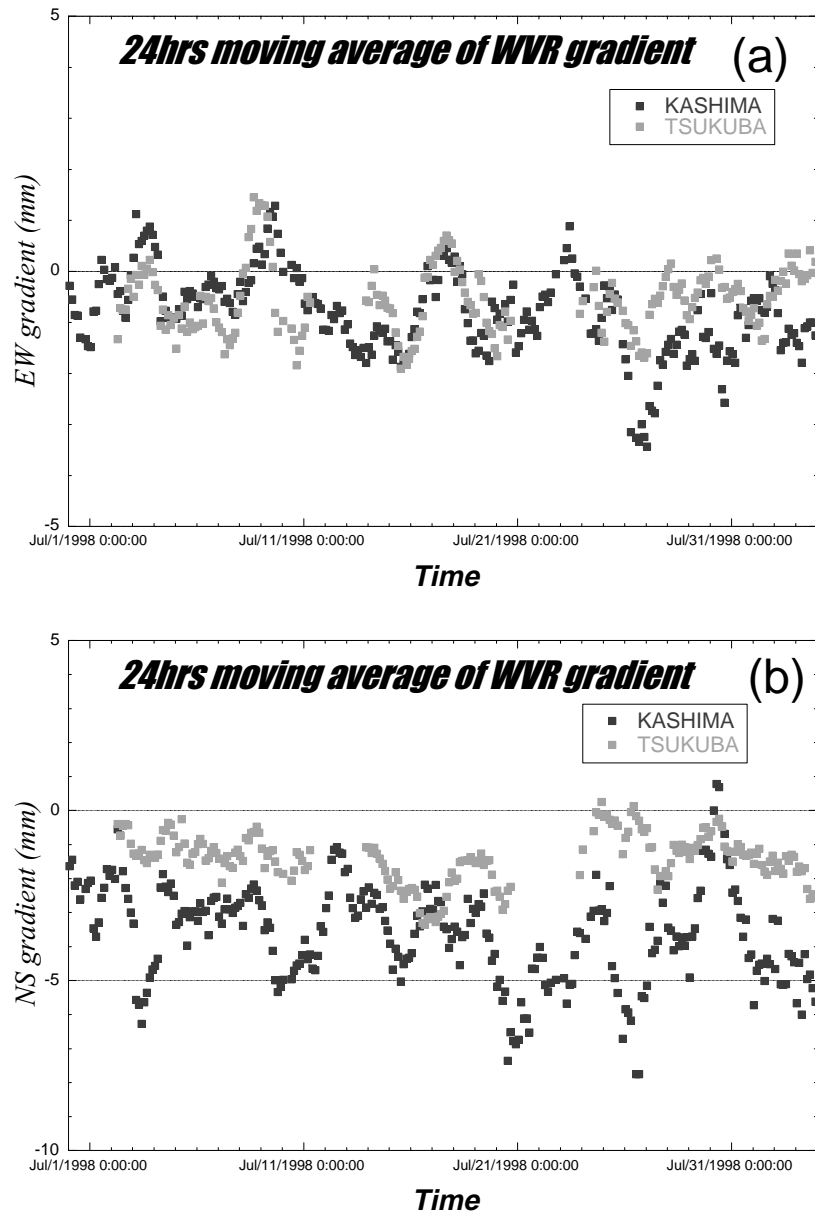 24hrs moving average of WVR gradient (a)
KASHIMA
TSUKUBA
5
0
-5
EW gradient (mm)
Jul/1/1998 0:00:00 Jul/11/1998 0:00:00 Jul/21/1998 0:00:00 Jul/31/1998 0:00:00
Time
24hrs moving average of WVR gradient (b)
KASHIMA
TSUKUBA
5
0
-5
-10
NS gradient (mm)
Jul/1/1998 0:00:00 Jul/11/1998 0:00:00 Jul/21/1998 0:00:00 Jul/31/1998 0:00:00
Time